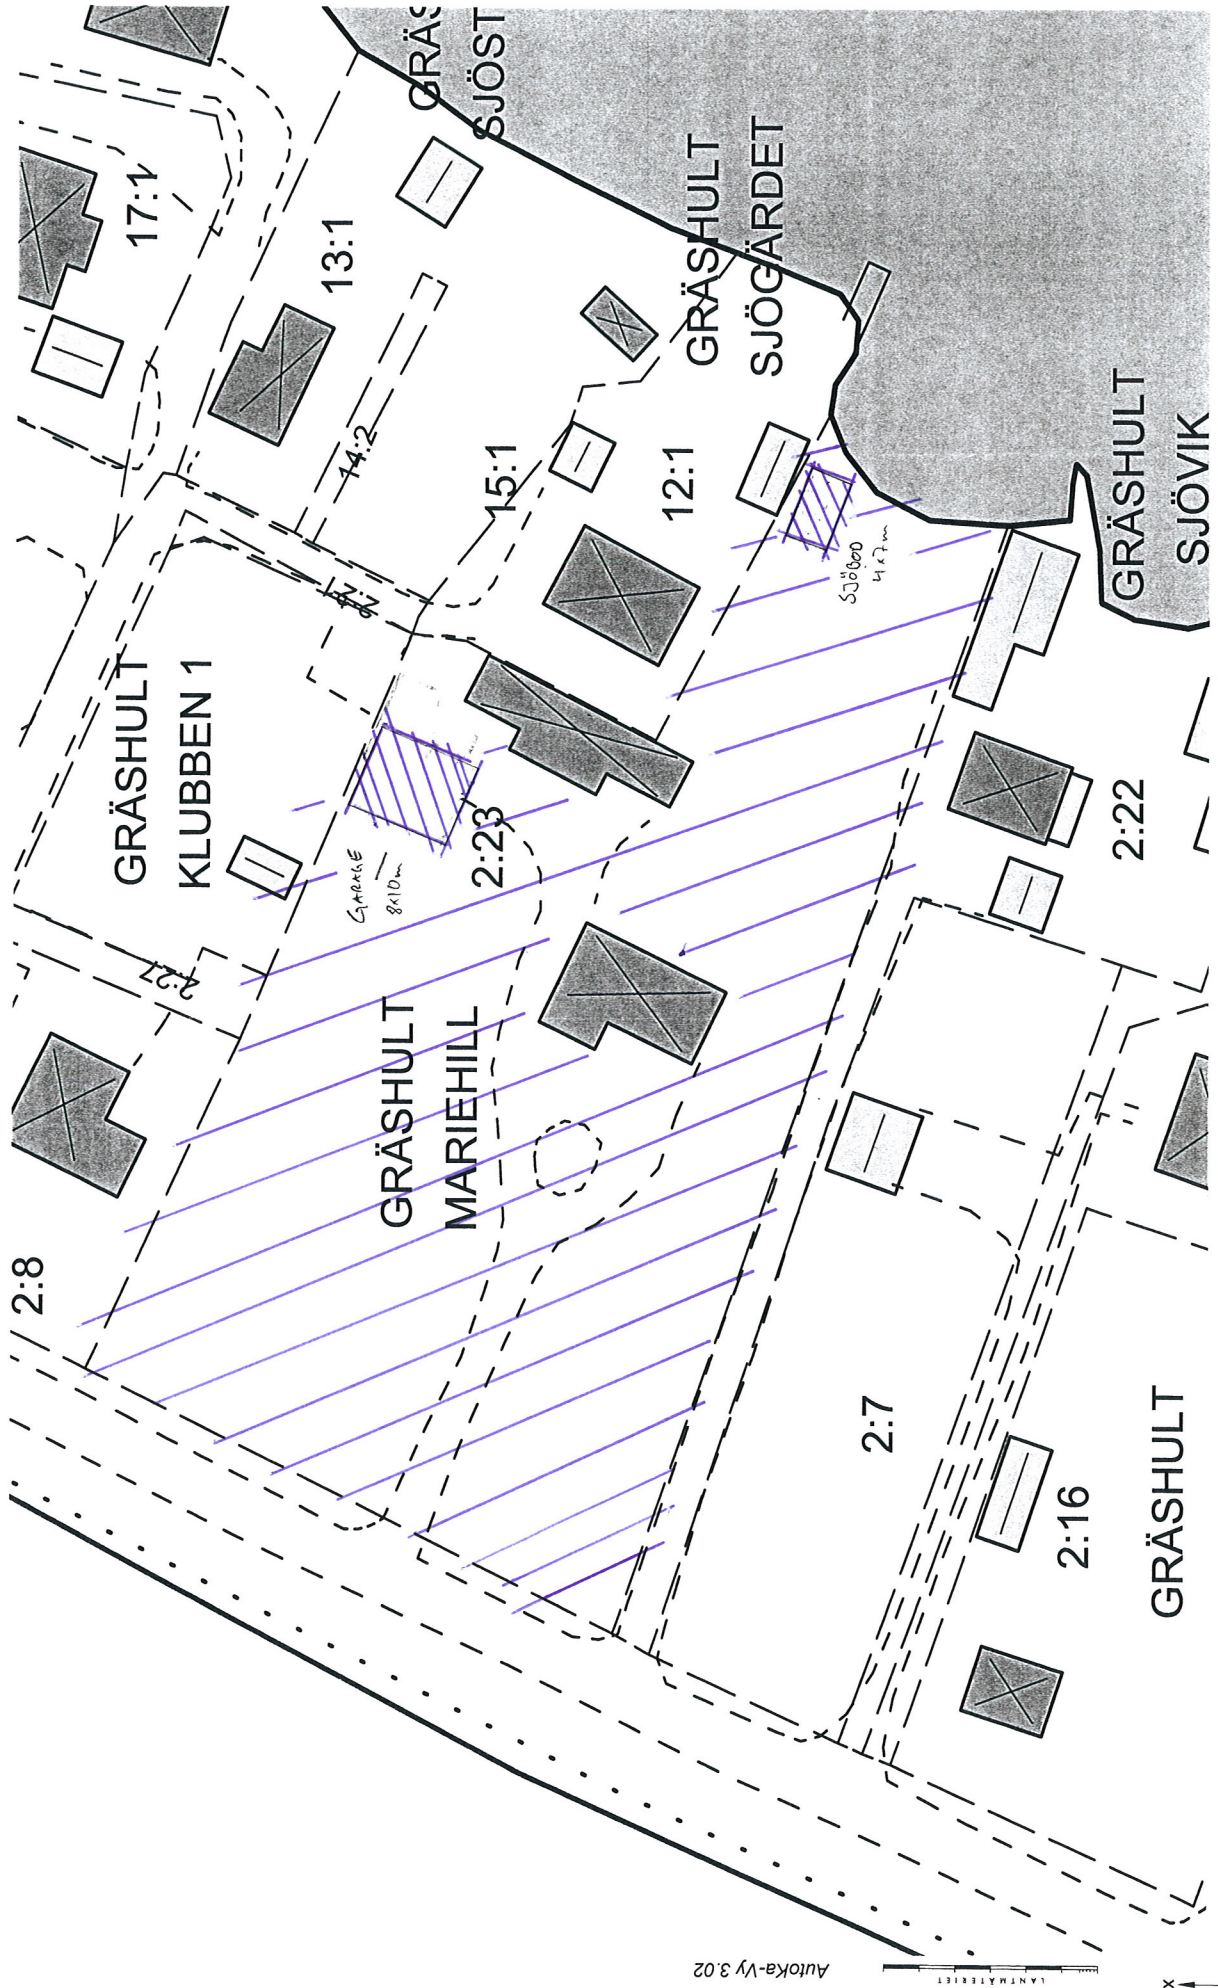 GRÄS
SJÖST
17:1
13:1
GRÄSHULT
SJÖGÄRDET
14:2
15:1
12:1
GRÄSHULT
SJÖVIK
SJÖBOD
4x7m
GRÄSHULT
KLUBBEN 1
2:23
GARAGE
8x10m
2:22
2:27
GRÄSHULT
MARIEHILL
2:8
2:7
2:16
GRÄSHULT
AutoKa-Vy 3.02
LANTMÄTERIET
X